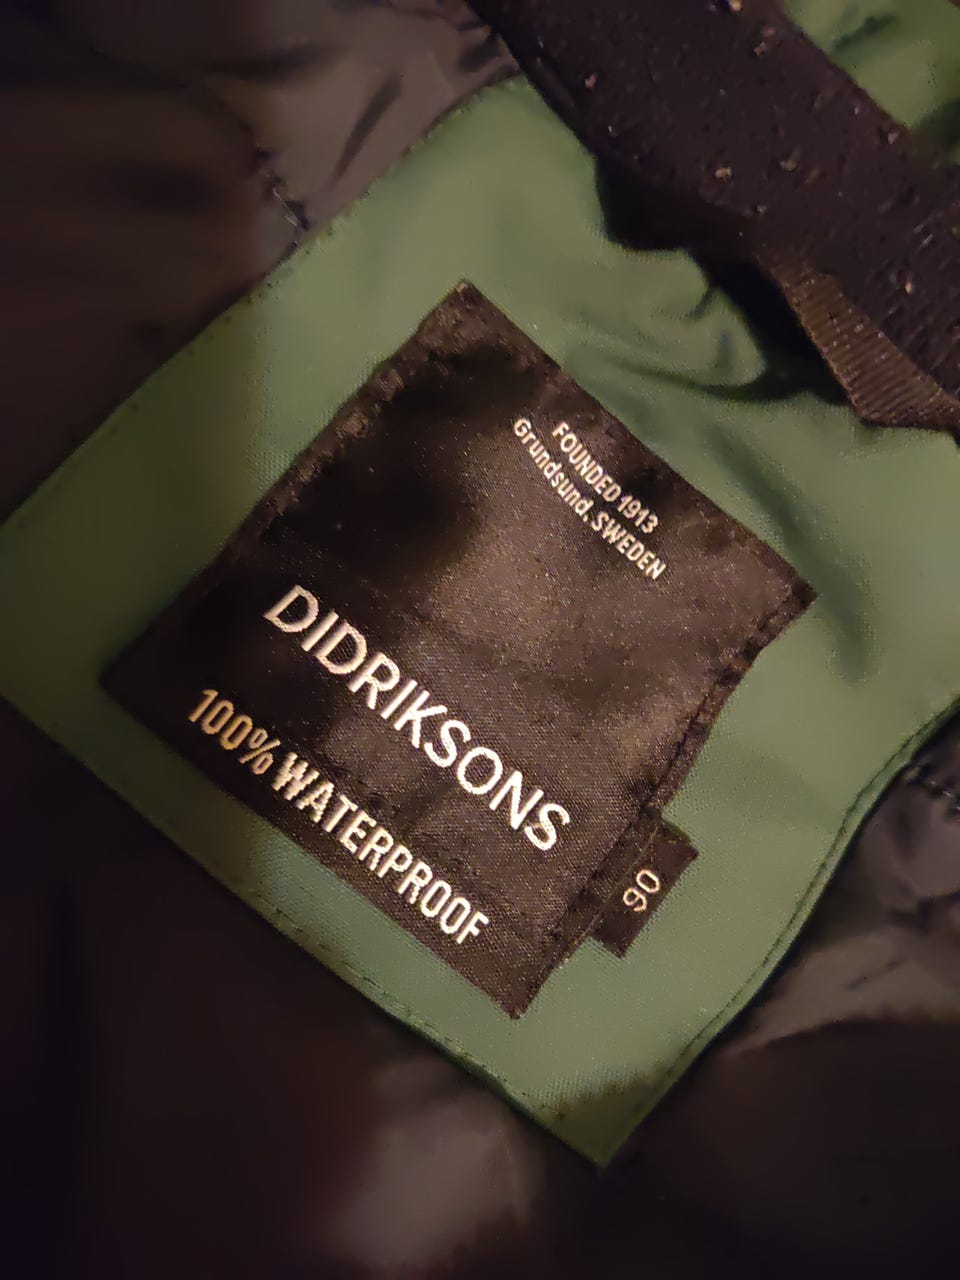 FOUNDED 1913
Grundsund, SWEDEN
DIDRIKSONS
100% WATERPROOF
90